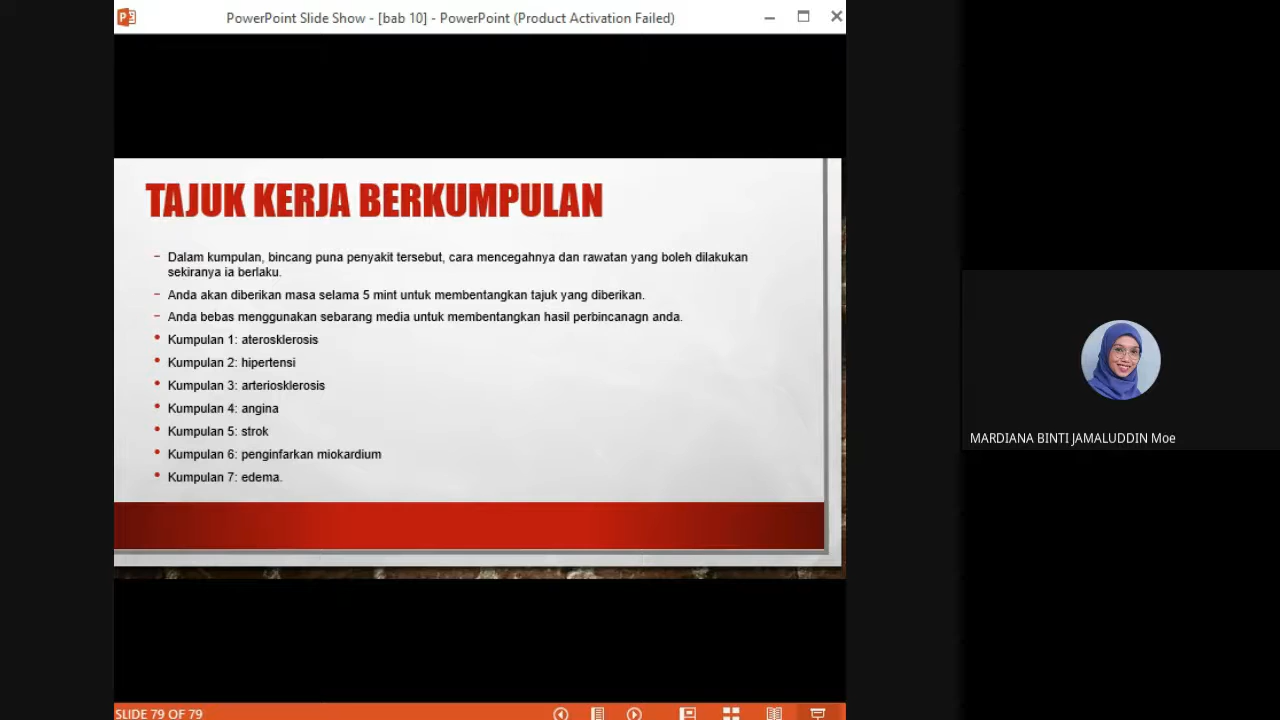 PowerPoint Slide Show - [bab 10] - PowerPoint (Product Activation Failed)
TAJUK KERJA BERKUMPULAN
– Dalam kumpulan, bincang puna penyakit tersebut, cara mencegahnya dan rawatan yang boleh dilakukan
sekiranya ia berlaku.
– Anda akan diberikan masa selama 5 mint untuk membentangkan tajuk yang diberikan.
– Anda bebas menggunakan sebarang media untuk membentangkan hasil perbincanagn anda.
• Kumpulan 1: aterosklerosis
• Kumpulan 2: hipertensi
• Kumpulan 3: arteriosklerosis
• Kumpulan 4: angina
• Kumpulan 5: strok
• Kumpulan 6: penginfarkan miokardium
• Kumpulan 7: edema.
MARDIANA BINTI JAMALUDDIN Moe
SLIDE 79 OF 79